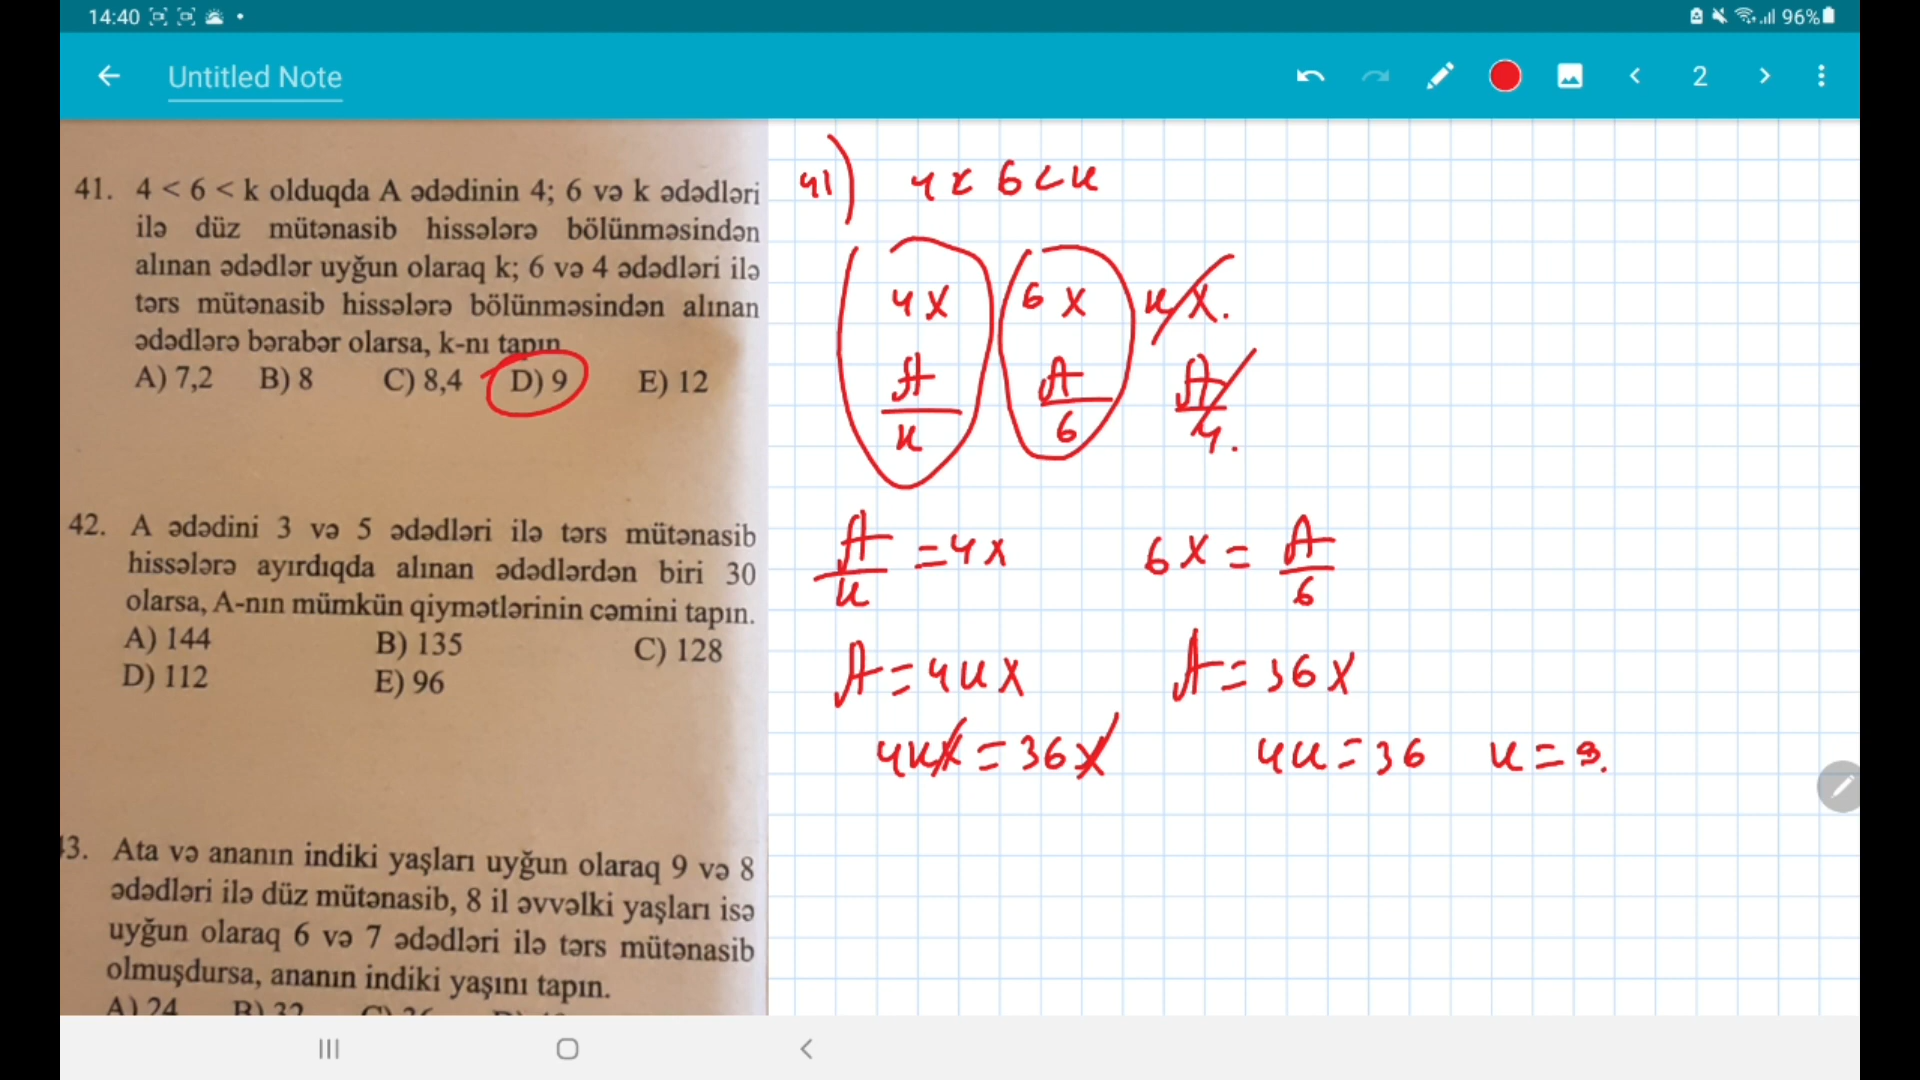 14:40
96%
Untitled Note
2
41. 4 < 6 < k olduqda A ədədinin 4; 6 və k ədədləri
ilə düz mütənasib hissələrə bölünməsindən
alınan ədədlər uyğun olaraq k; 6 və 4 ədədləri ilə
tərs mütənasib hissələrə bölünməsindən alınan
ədədlərə bərabər olarsa, k-nı tapın
A) 7,2 B) 8 C) 8,4 D) 9 E) 12
42. A ədədini 3 və 5 ədədləri ilə tərs mütənasib
hissələrə ayırdıqda alınan ədədlərdən biri 30
olarsa, A-nın mümkün qiymətlərinin cəmini tapın.
A) 144 B) 135 C) 128
D) 112 E) 96
43. Ata və ananın indiki yaşları uyğun olaraq 9 və 8
ədədləri ilə düz mütənasib, 8 il əvvəlki yaşları isə
uyğun olaraq 6 və 7 ədədləri ilə tərs mütənasib
olmuşdursa, ananın indiki yaşını tapın.
A) 24 B) 32
41) 4 < 6 < k
4x 6x kx.
A/k A/6 A/4.
A/k = 4x 6x = A/6
A = 4kx A = 36x
4kx = 36x 4k = 36 k = 9.